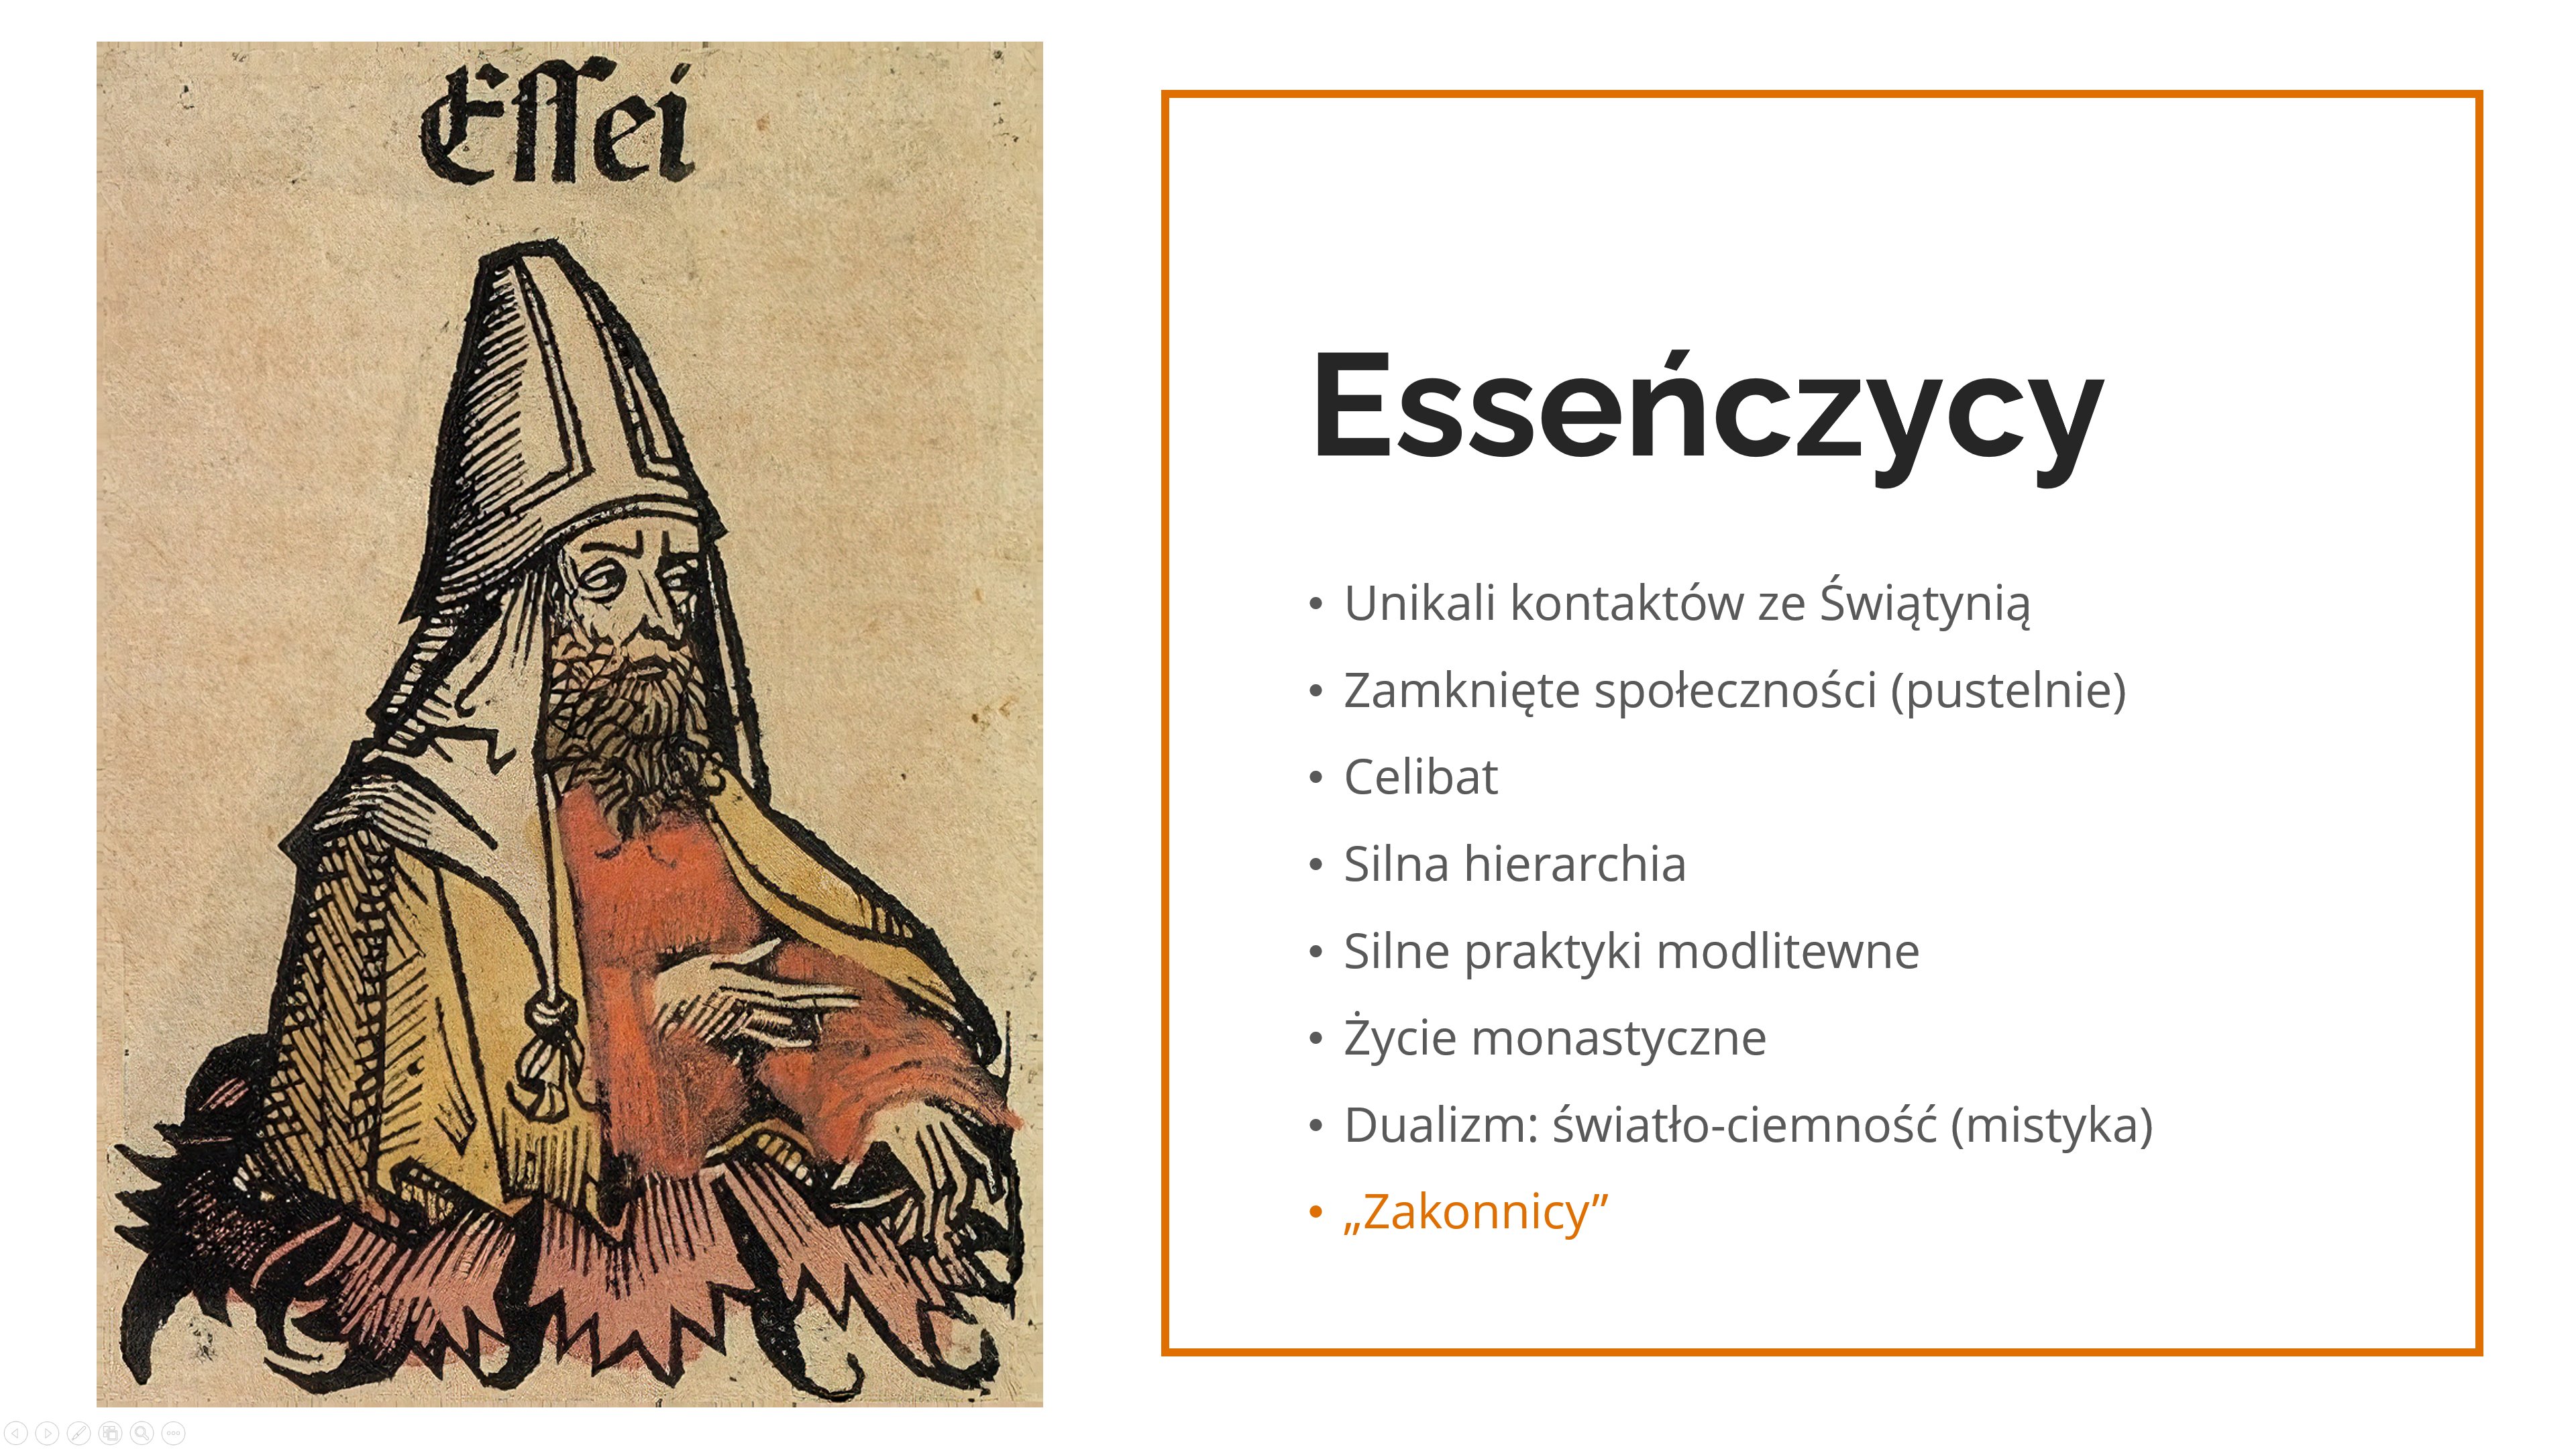 Essei
Esseńczycy
• Unikali kontaktów ze Świątynią
• Zamknięte społeczności (pustelnie)
• Celibat
• Silna hierarchia
• Silne praktyki modlitewne
• Życie monastyczne
• Dualizm: światło-ciemność (mistyka)
• „Zakonnicy”